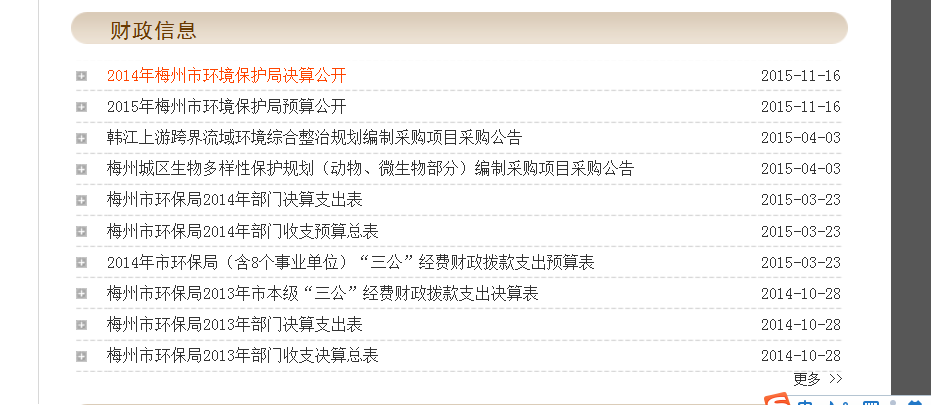 财政信息
2014年梅州市环境保护局决算公开 2015-11-16
2015年梅州市环境保护局预算公开 2015-11-16
韩江上游跨界流域环境综合整治规划编制采购项目采购公告 2015-04-03
梅州城区生物多样性保护规划（动物、微生物部分）编制采购项目采购公告 2015-04-03
梅州市环保局2014年部门决算支出表 2015-03-23
梅州市环保局2014年部门收支预算总表 2015-03-23
2014年市环保局（含8个事业单位）“三公”经费财政拨款支出预算表 2015-03-23
梅州市环保局2013年市本级“三公”经费财政拨款支出决算表 2014-10-28
梅州市环保局2013年部门决算支出表 2014-10-28
梅州市环保局2013年部门收支决算总表 2014-10-28
更多 >>